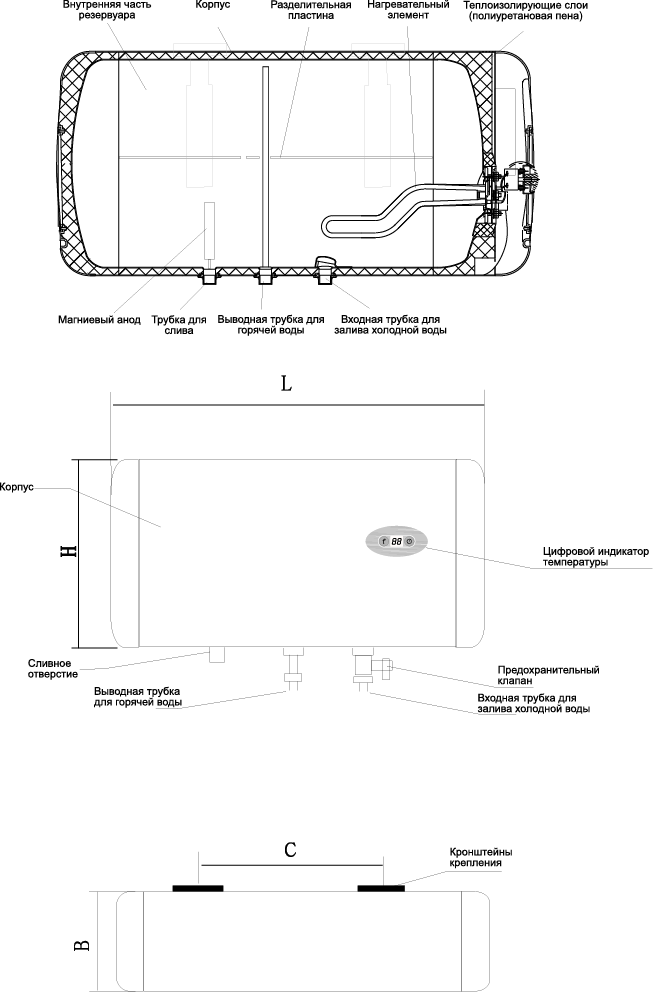 Внутренняя часть
резервуара
Корпус
Разделительная
пластина
Нагревательный
элемент
Теплоизолирующие слои
(полиуретановая пена)
Магниевый анод
Трубка для
слива
Выводная трубка для
горячей воды
Входная трубка для
залива холодной воды
L
Корпус
H
88
Цифровой индикатор
температуры
Сливное
отверстие
Выводная трубка
для горячей воды
Предохранительный
клапан
Входная трубка для
залива холодной воды
C
Кронштейны
крепления
B